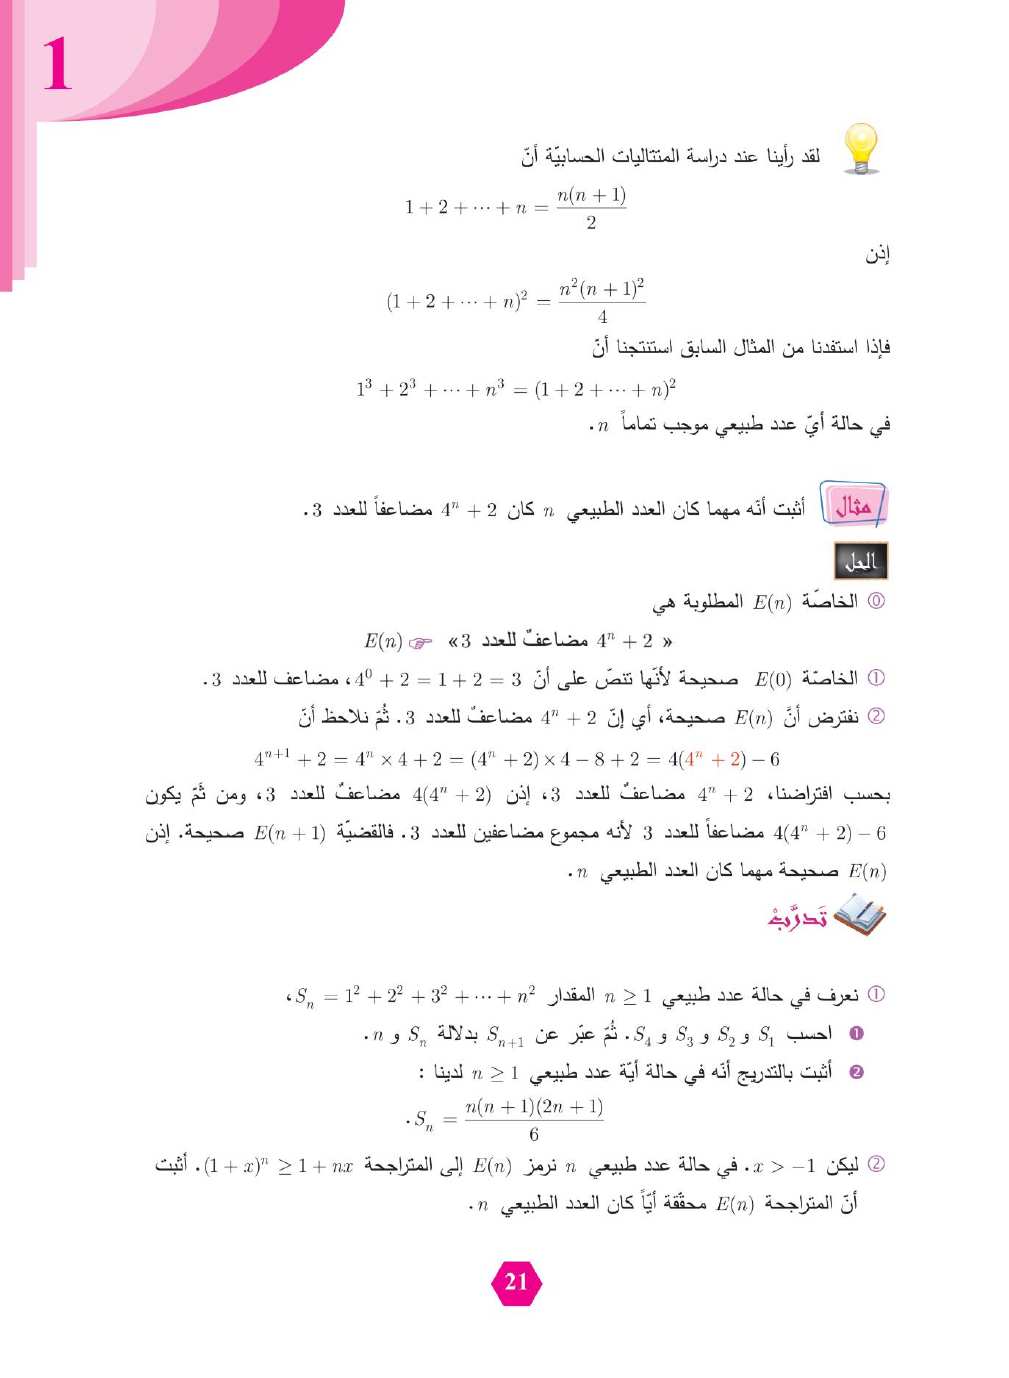 1
لقد رأينا عند دراسة المتتاليات الحسابيّة أنّ
1 + 2 + ⋯ + n = n(n + 1)/2
إذن
(1 + 2 + ⋯ + n)² = n²(n + 1)²/4
فإذا استفدنا من المثال السابق استنتجنا أنّ
1³ + 2³ + ⋯ + n³ = (1 + 2 + ⋯ + n)²
في حالة أيّ عدد طبيعي موجب تماماً n.
مثال أثبت أنّه مهما كان العدد الطبيعي n كان 4ⁿ + 2 مضاعفاً للعدد 3.
الحل
⓪ الخاصّة E(n) المطلوبة هي
« 4ⁿ + 2 مضاعفٌ للعدد 3» ☞ E(n)
① الخاصّة E(0) صحيحة لأنّها تنصّ على أنّ 4⁰ + 2 = 1 + 2 = 3، مضاعف للعدد 3.
② نفترض أنَّ E(n) صحيحة، أي إنّ 4ⁿ + 2 مضاعفٌ للعدد 3. ثُمّ نلاحظ أنّ
4ⁿ⁺¹ + 2 = 4ⁿ × 4 + 2 = (4ⁿ + 2) × 4 − 8 + 2 = 4(4ⁿ + 2) − 6
بحسب افتراضنا، 4ⁿ + 2 مضاعفٌ للعدد 3، إذن 4(4ⁿ + 2) مضاعفٌ للعدد 3، ومن ثَمّ يكون
4(4ⁿ + 2) − 6 مضاعفاً للعدد 3 لأنه مجموع مضاعفين للعدد 3. فالقضيّة E(n + 1) صحيحة. إذن
E(n) صحيحة مهما كان العدد الطبيعي n.
تَدرَّبْ
① نعرف في حالة عدد طبيعي n ≥ 1 المقدار Sₙ = 1² + 2² + 3² + ⋯ + n²،
❶ احسب S₁ و S₂ و S₃ و S₄. ثُمّ عبّر عن Sₙ₊₁ بدلالة Sₙ و n.
❷ أثبت بالتدريج أنّه في حالة أيّة عدد طبيعي n ≥ 1 لدينا :
Sₙ = n(n + 1)(2n + 1)/6.
② ليكن x > −1. في حالة عدد طبيعي n نرمز E(n) إلى المتراجحة (1 + x)ⁿ ≥ 1 + nx. أثبت
أنّ المتراجحة E(n) محقّقة أيّاً كان العدد الطبيعي n.
21